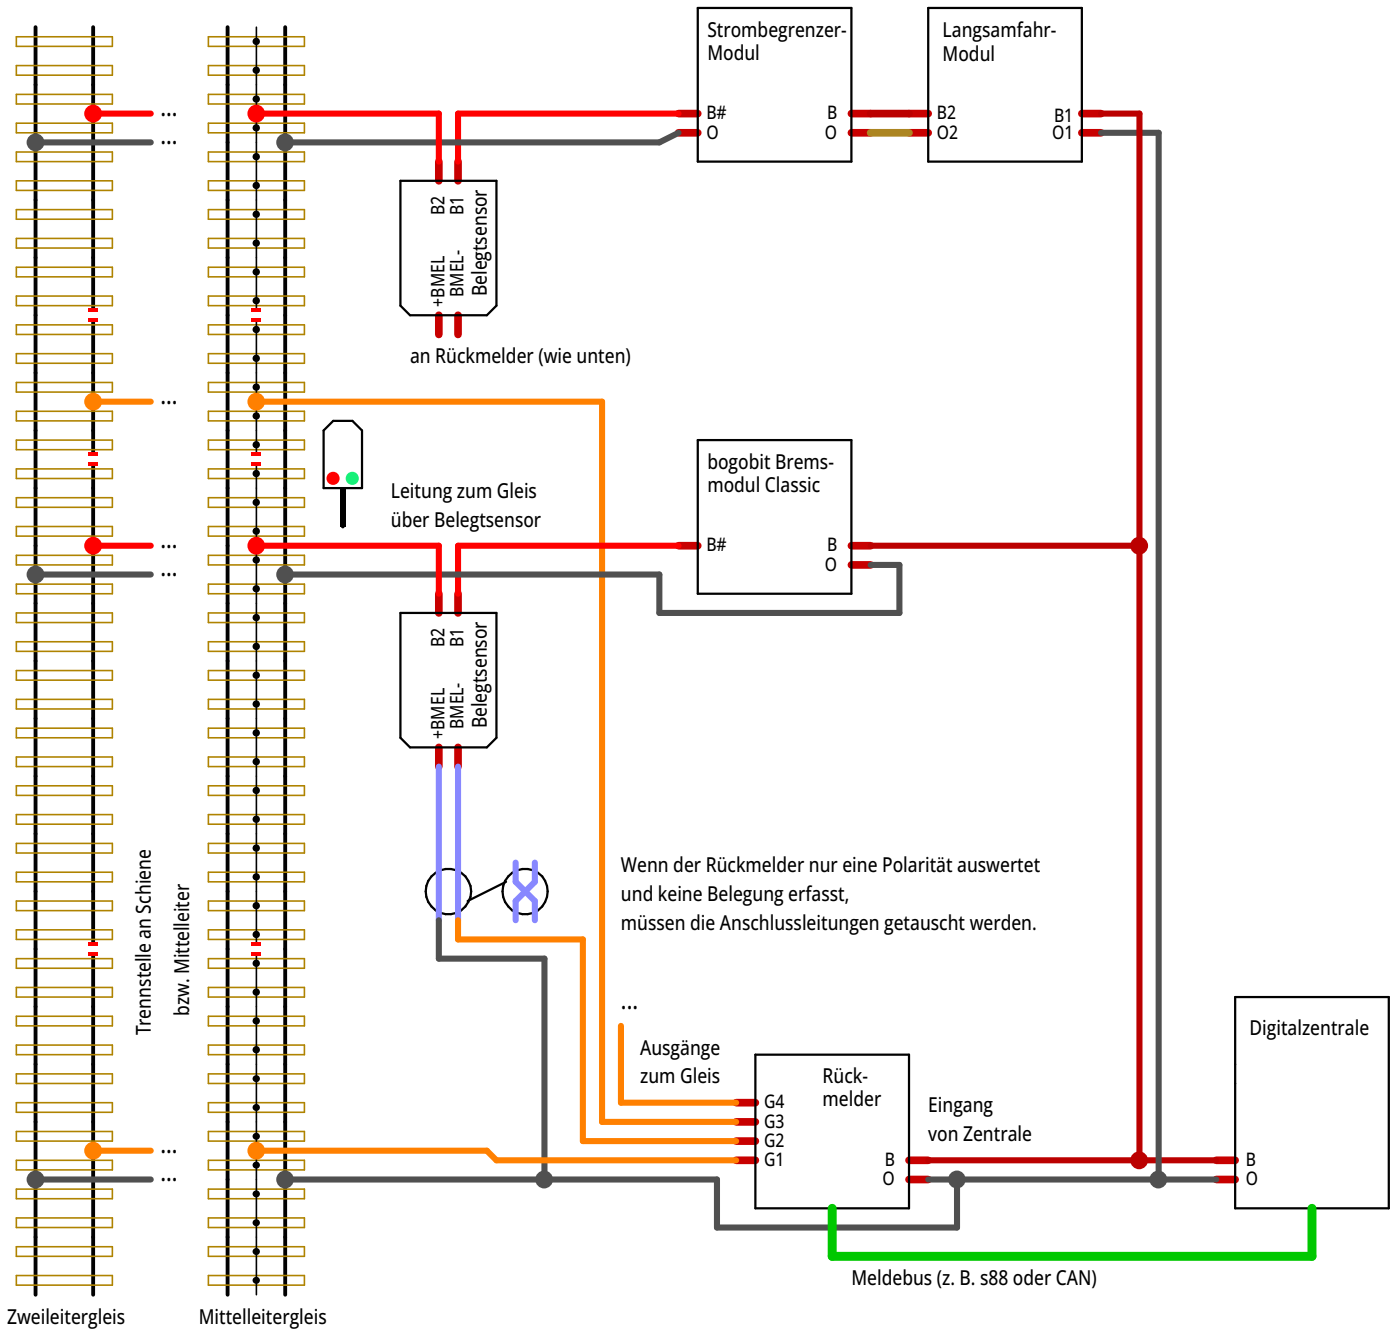 Strombegrenzer-
Modul
B#
O
B
O
Langsamfahr-
Modul
B2
O2
B1
O1
...
...
B2
B1
+BMEL
BMEL-
Belegtsensor
an Rückmelder (wie unten)
...
bogobit Brems-
modul Classic
B#
B
O
Leitung zum Gleis
über Belegtsensor
...
...
B2
B1
+BMEL
BMEL-
Belegtsensor
Trennstelle an Schiene
bzw. Mittelleiter
Wenn der Rückmelder nur eine Polarität auswertet
und keine Belegung erfasst,
müssen die Anschlussleitungen getauscht werden.
...
Ausgänge
zum Gleis
Rück-
melder
G4
G3
G2
G1
B
O
Eingang
von Zentrale
Digitalzentrale
B
O
...
...
Meldebus (z. B. s88 oder CAN)
Zweileitergleis
Mittelleitergleis